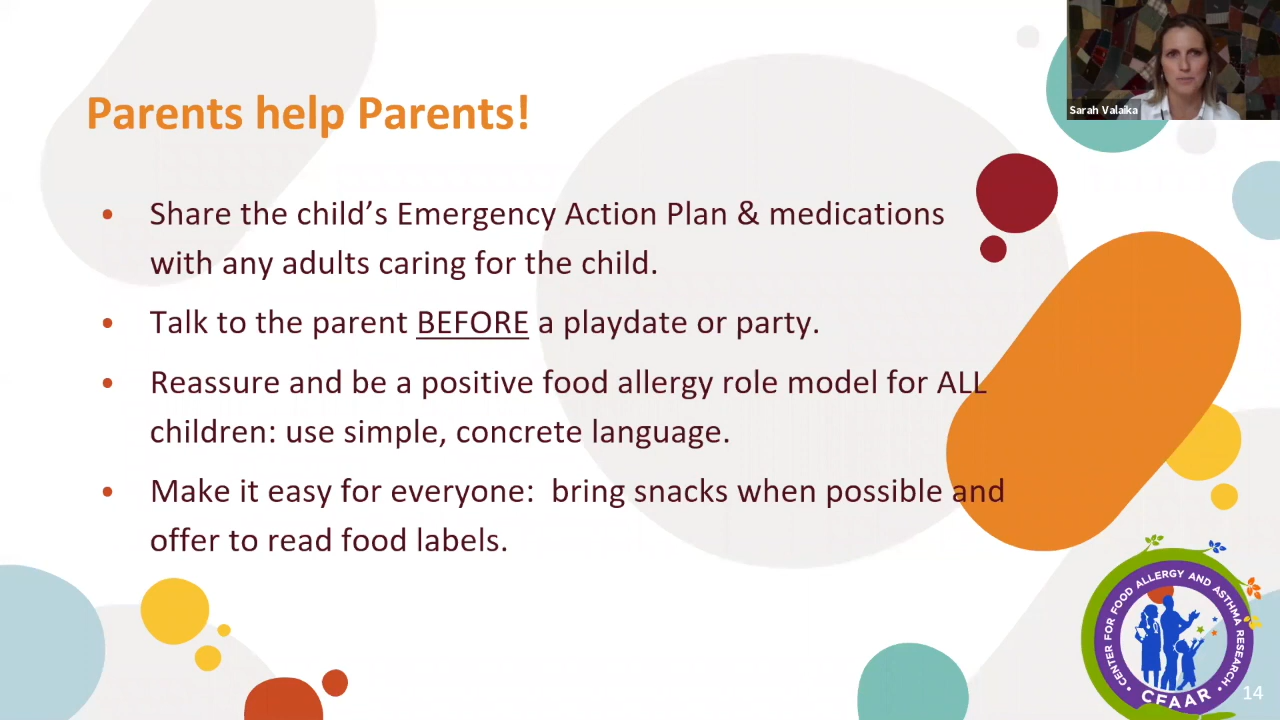 Sarah Valaika
Parents help Parents!
• Share the child’s Emergency Action Plan & medications
with any adults caring for the child.
• Talk to the parent BEFORE a playdate or party.
• Reassure and be a positive food allergy role model for ALL
children: use simple, concrete language.
• Make it easy for everyone:  bring snacks when possible and
offer to read food labels.
• CENTER FOR FOOD ALLERGY AND ASTHMA RESEARCH •
CFAAR
14